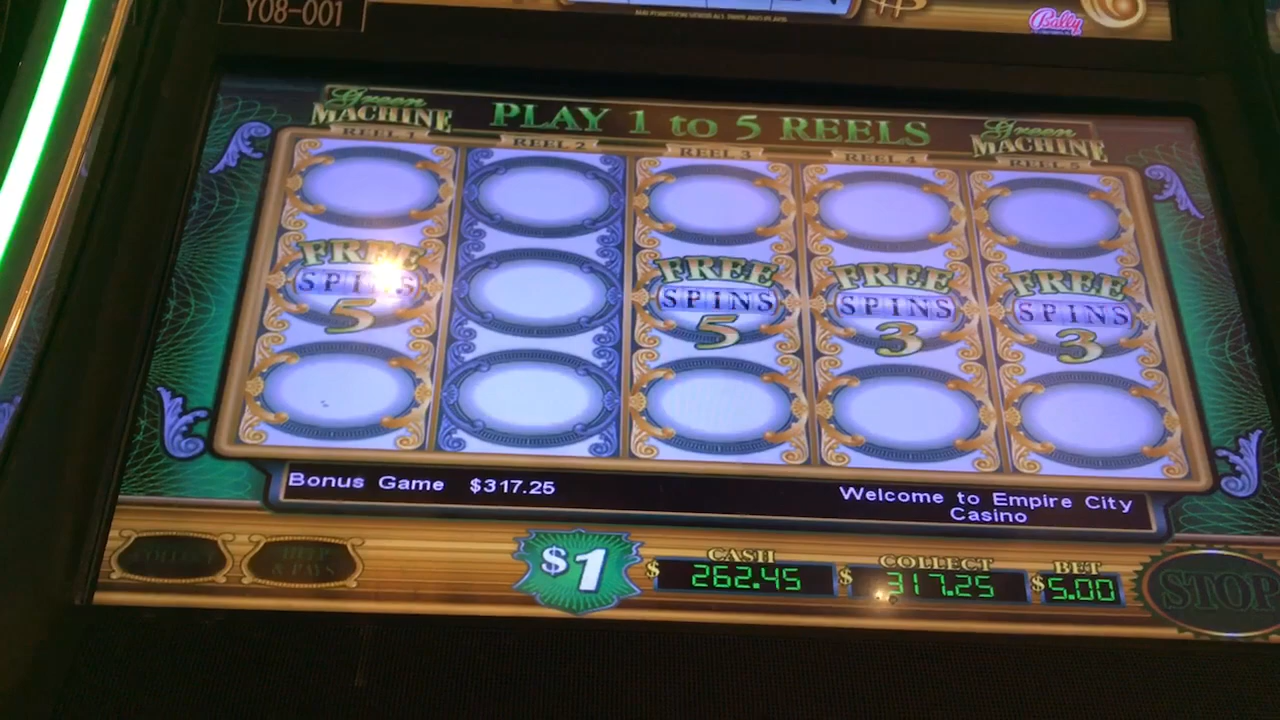 Y08-001
Bally
Green
MACHINE
PLAY 1 to 5 REELS
Green
MACHINE
REEL 1
REEL 2
REEL 3
REEL 4
REEL 5
FREE
SPINS
5
FREE
SPINS
5
FREE
SPINS
3
FREE
SPINS
3
Bonus Game $317.25
Welcome to Empire City
Casino
$1
CASH
$ 262.45
COLLECT
$ 317.25
BET
$5.00
HELP
& PAYS
STOP